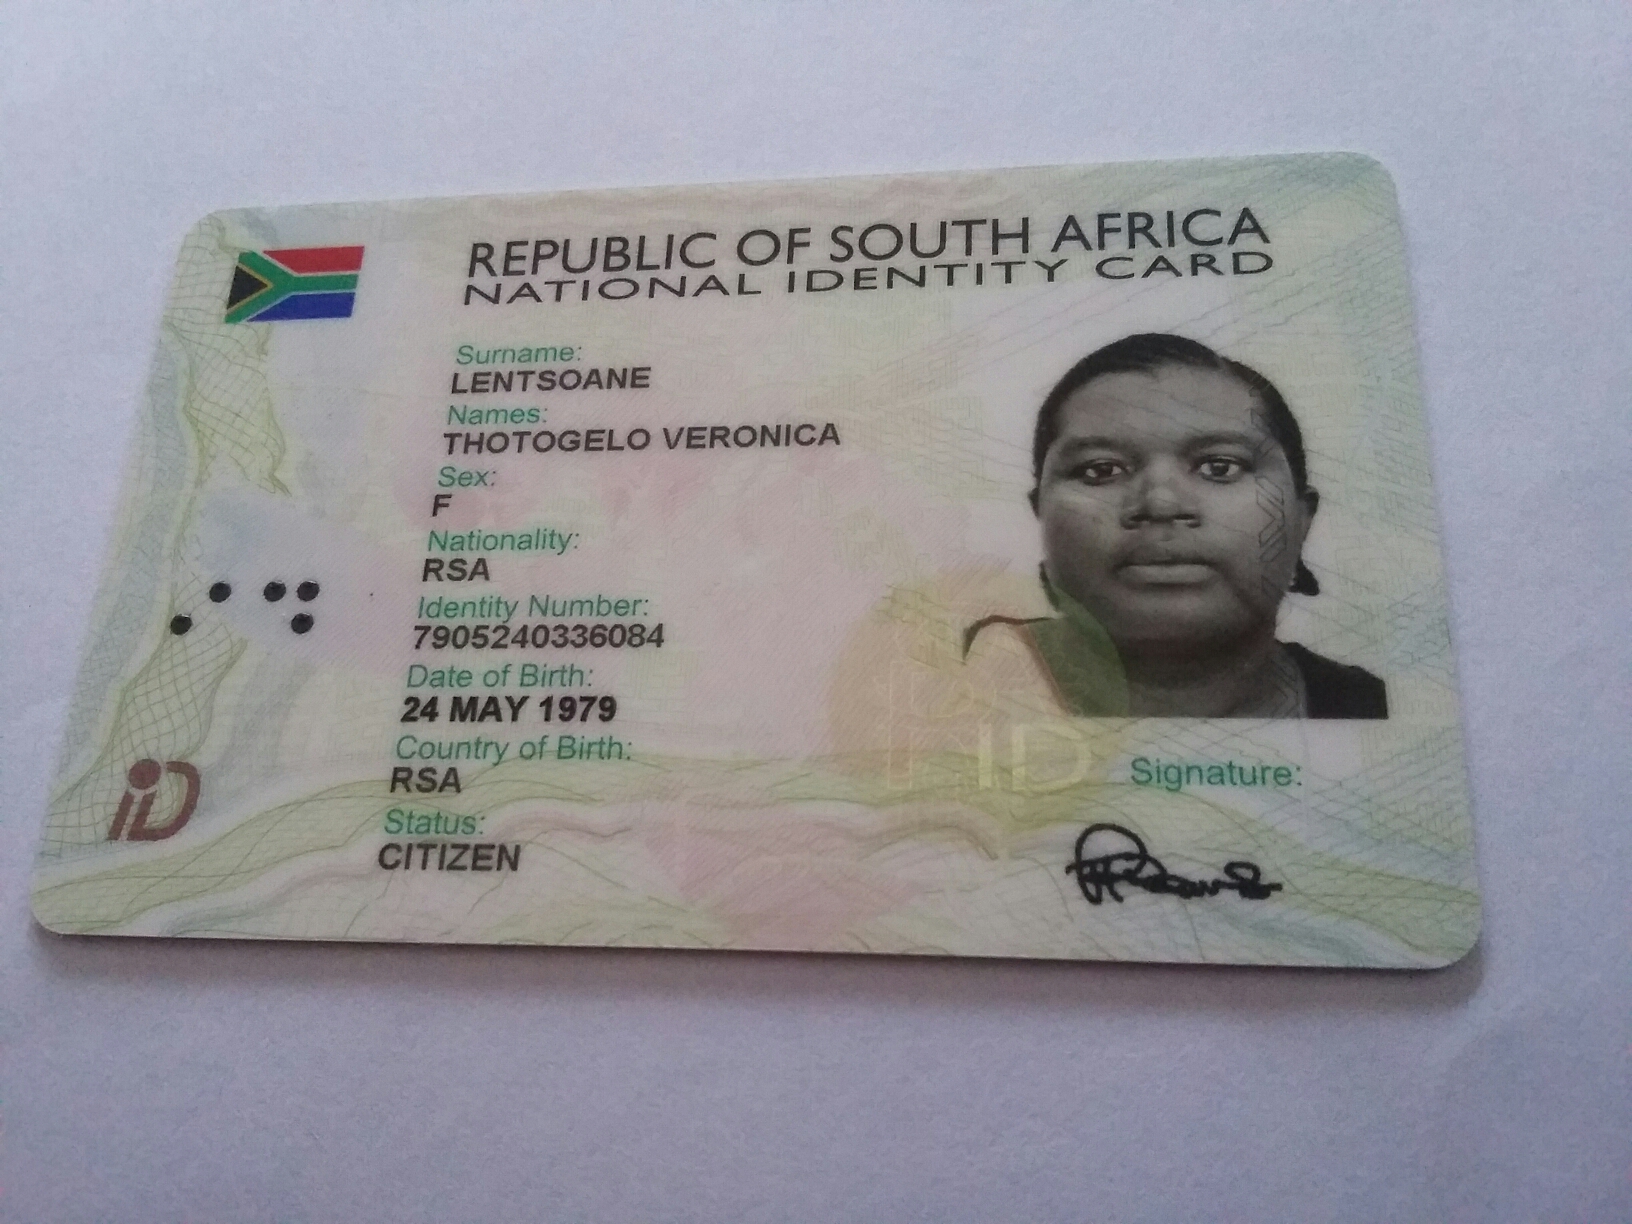 REPUBLIC OF SOUTH AFRICA
NATIONAL IDENTITY CARD
Surname:
LENTSOANE
Names:
THOTOGELO VERONICA
Sex:
F
Nationality:
RSA
Identity Number:
7905240336084
Date of Birth:
24 MAY 1979
Country of Birth:
RSA
Status:
CITIZEN
Signature:
iD
ID